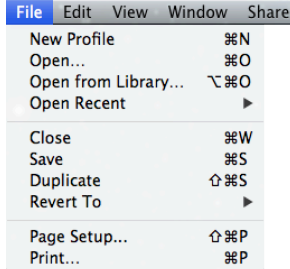 File Edit View Window Share
New Profile ⌘N
Open... ⌘O
Open from Library... ⌥⌘O
Open Recent ▶
Close ⌘W
Save ⌘S
Duplicate ⇧⌘S
Revert To ▶
Page Setup... ⇧⌘P
Print... ⌘P